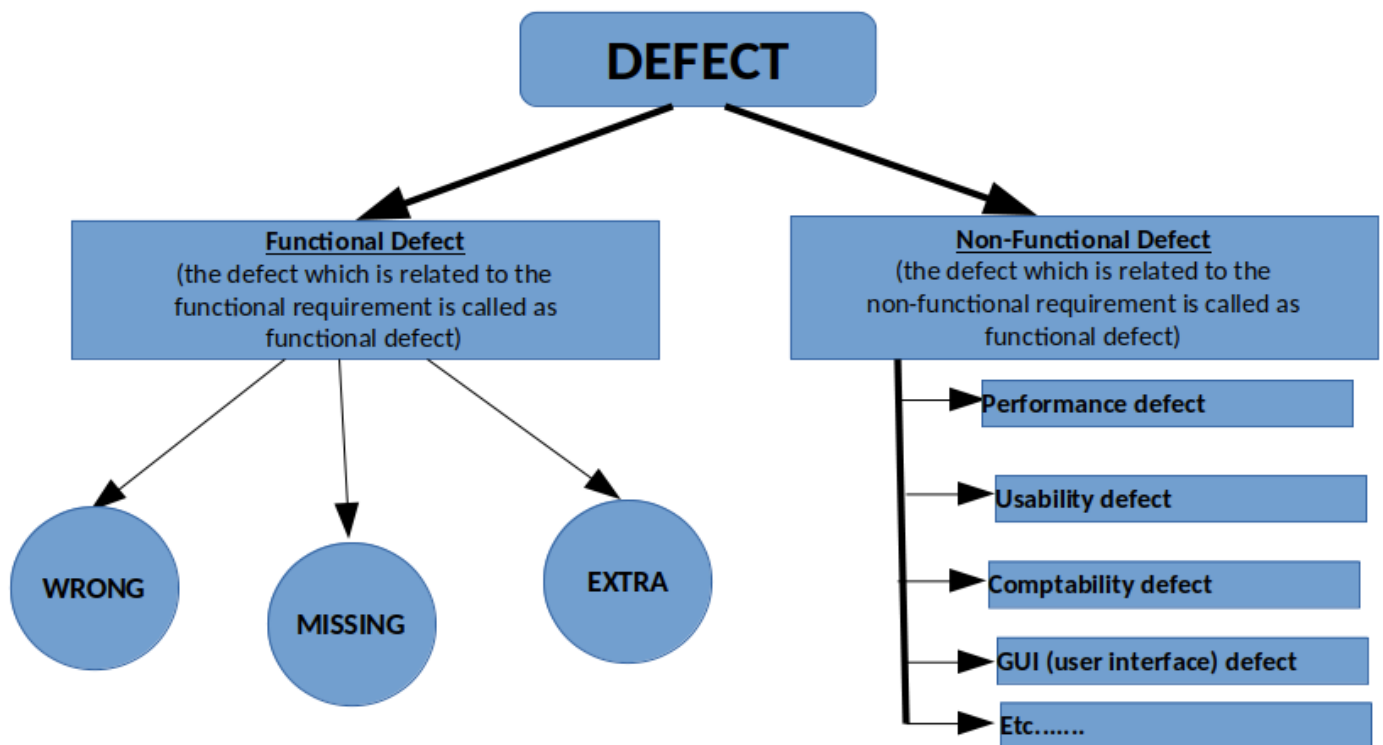 DEFECT
Functional Defect
(the defect which is related to the
functional requirement is called as
functional defect)
Non-Functional Defect
(the defect which is related to the
non-functional requirement is called as
functional defect)
WRONG
MISSING
EXTRA
Performance defect
Usability defect
Comptability defect
GUI (user interface) defect
Etc.......